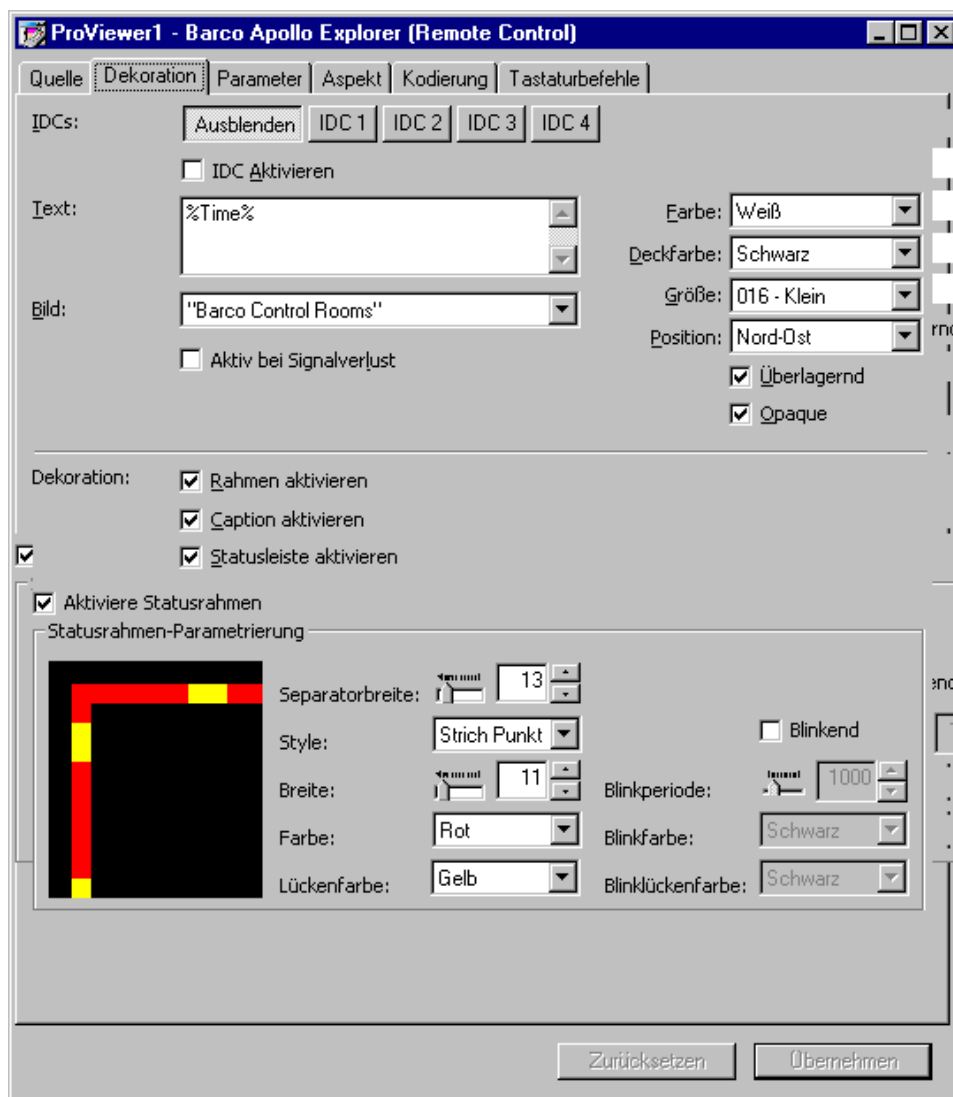 ProViewer1 - Barco Apollo Explorer (Remote Control)
Quelle Dekoration Parameter Aspekt Kodierung Tastaturbefehle
IDCs: Ausblenden IDC 1 IDC 2 IDC 3 IDC 4
IDC Aktivieren
Text: %Time% Farbe: Weiß
Deckfarbe: Schwarz
Bild: "Barco Control Rooms" Größe: 016 - Klein
Position: Nord-Ost
Aktiv bei Signalverlust Überlagernd
Opaque
Dekoration: Rahmen aktivieren
Caption aktivieren
Statusleiste aktivieren
Aktiviere Statusrahmen
Statusrahmen-Parametrierung
Separatorbreite: 13
Style: Strich Punkt Blinkend
Breite: 11 Blinkperiode: 1000
Farbe: Rot Blinkfarbe: Schwarz
Lückenfarbe: Gelb Blinklückenfarbe: Schwarz
Zurücksetzen Übernehmen